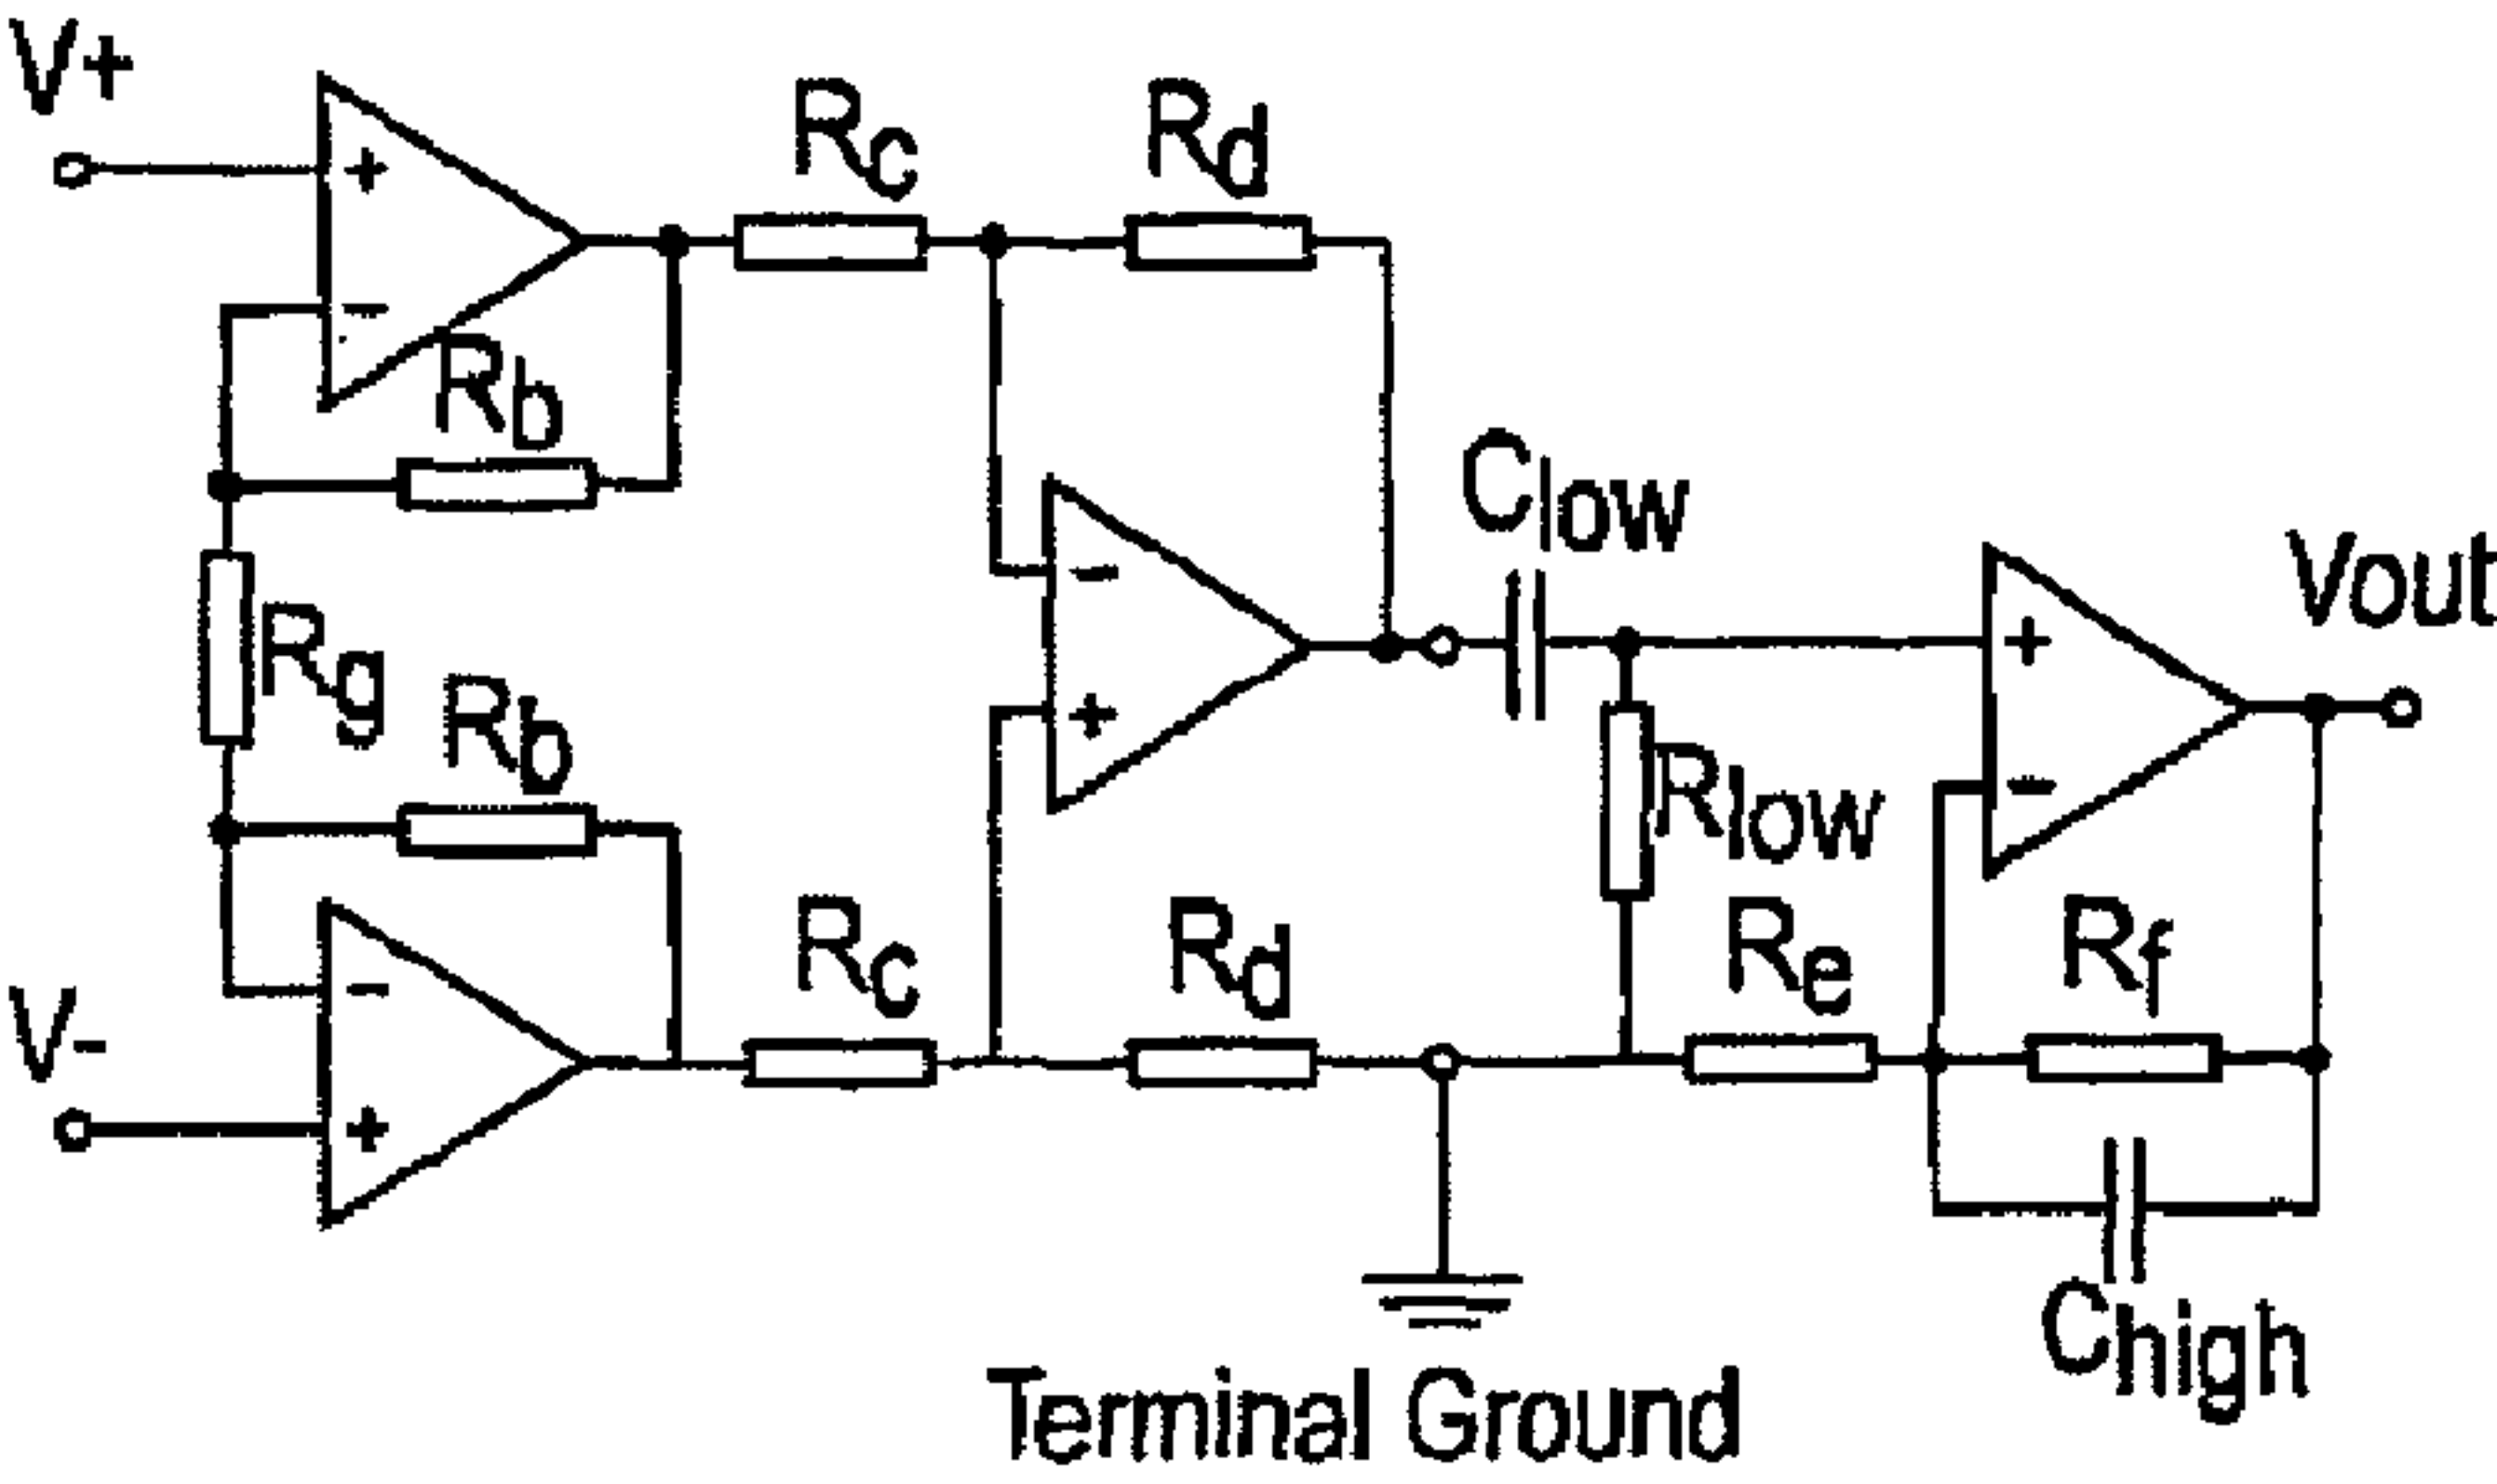 V+
Rc
Rd
+
−
Rb
Clow
Vout
Rg
−
+
Rb
+
−
Rlow
Rc
Rd
Re
Rf
V-
−
+
Chigh
Terminal Ground